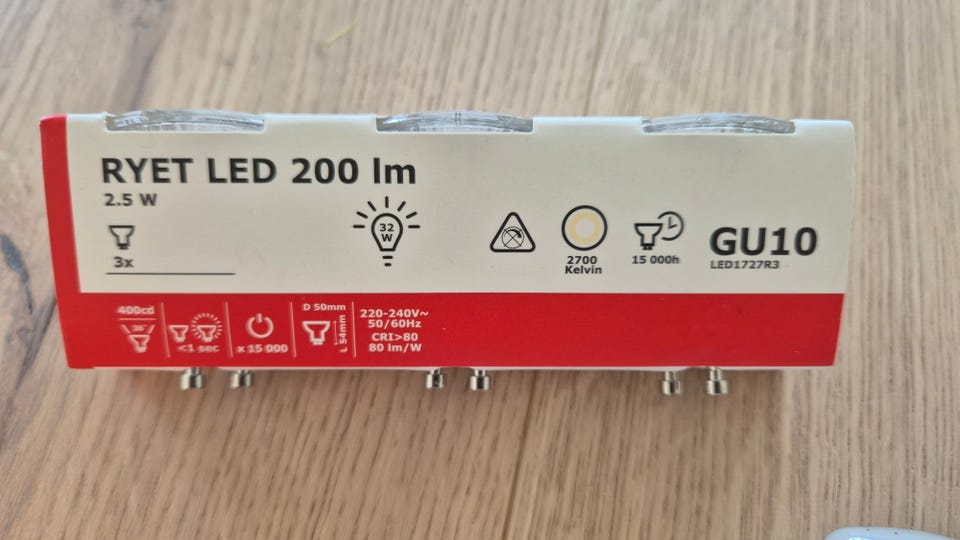 RYET LED 200 lm
2.5 W
3x
32
W
2700
Kelvin
15 000h
GU10
LED1727R3
400cd
36°
<1 sec
x 15 000
D 50mm
L 54mm
220-240V~
50/60Hz
CRI>80
80 lm/W